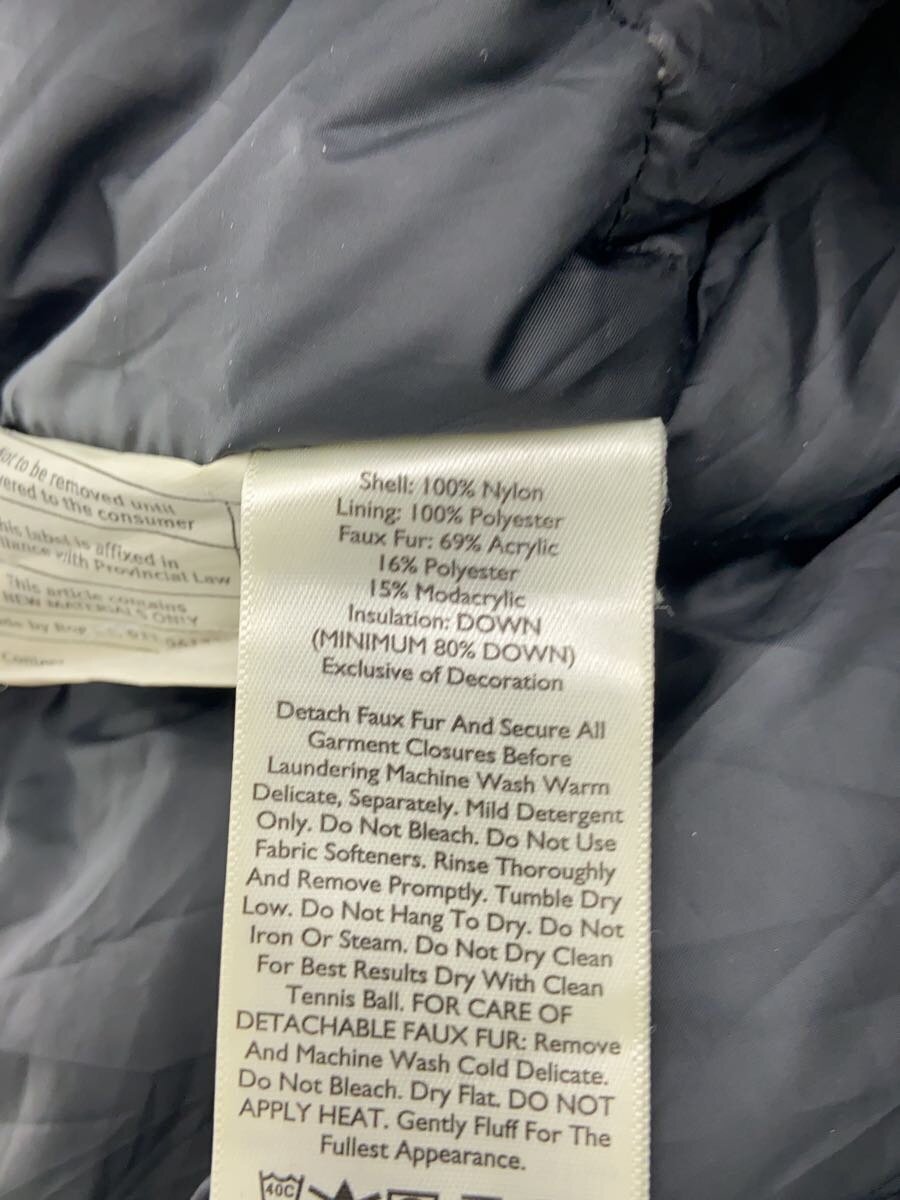 to be removed until
to the consumer
label is affixed in
with Provincial Law
This article contains
NEW MATERIALS ONLY
by
Shell: 100% Nylon
Lining: 100% Polyester
Faux Fur: 69% Acrylic
16% Polyester
15% Modacrylic
Insulation: DOWN
(MINIMUM 80% DOWN)
Exclusive of Decoration
Detach Faux Fur And Secure All
Garment Closures Before
Laundering Machine Wash Warm
Delicate, Separately. Mild Detergent
Only. Do Not Bleach. Do Not Use
Fabric Softeners. Rinse Thoroughly
And Remove Promptly. Tumble Dry
Low. Do Not Hang To Dry. Do Not
Iron Or Steam. Do Not Dry Clean
For Best Results Dry With Clean
Tennis Ball. FOR CARE OF
DETACHABLE FAUX FUR: Remove
And Machine Wash Cold Delicate.
Do Not Bleach. Dry Flat. DO NOT
APPLY HEAT. Gently Fluff For The
Fullest Appearance.
40C